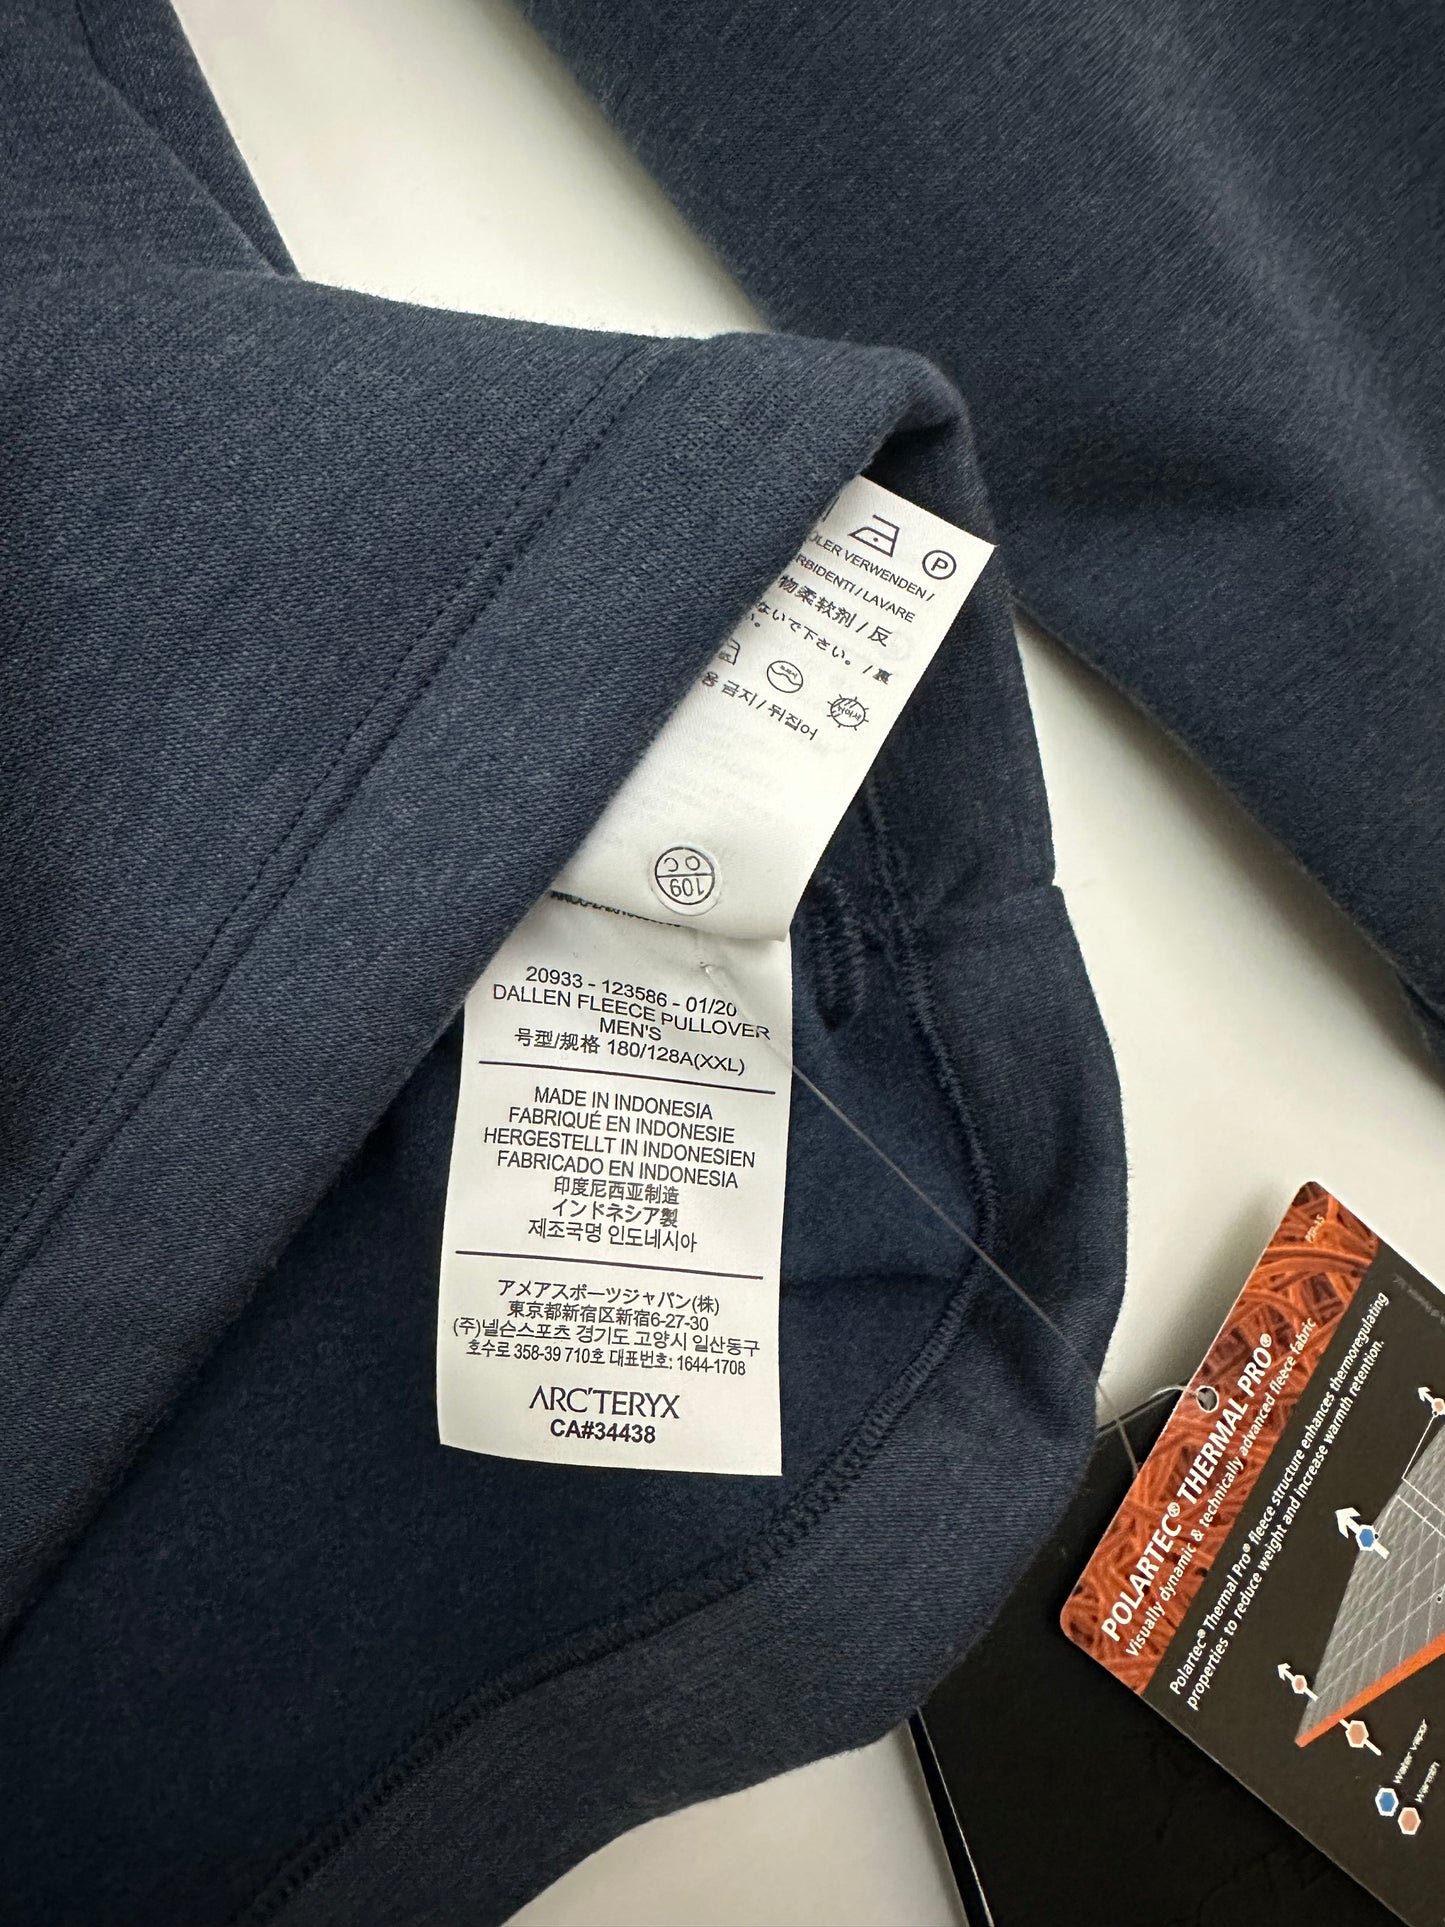 P
OLER VERWENDEN /
RBIDENTI / LAVARE
物柔软剂 / 反
ないで下さい。 / 裏
い。
용 금지 / 뒤집어
109
OC
20933 - 123586 - 01/20
DALLEN FLEECE PULLOVER
MEN'S
号型/规格 180/128A(XXL)
MADE IN INDONESIA
FABRIQUÉ EN INDONESIE
HERGESTELLT IN INDONESIEN
FABRICADO EN INDONESIA
印度尼西亚制造
インドネシア製
제조국명 인도네시아
アメアスポーツジャパン(株)
東京都新宿区新宿6-27-30
(주)넬슨스포츠 경기도 고양시 일산동구
호수로 358-39 710호 대표번호: 1644-1708
ARC'TERYX
CA#34438
POLARTEC® THERMAL PRO®
Visually dynamic & technically advanced fleece fabric
Polartec® Thermal Pro® fleece structure enhances thermoregulating
properties to reduce weight and increase warmth retention.
Water Vapor
Warmth